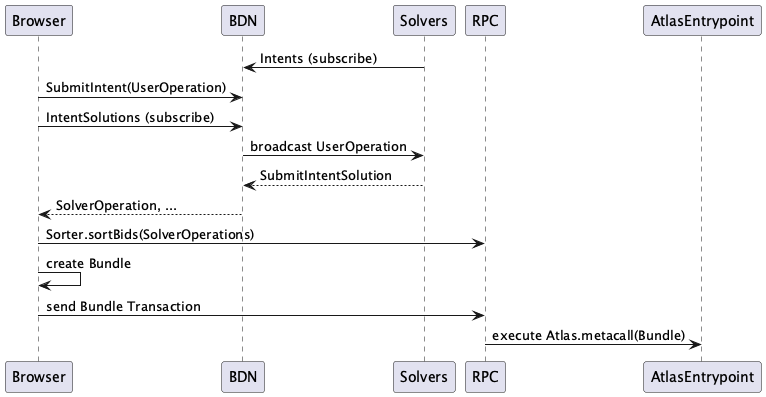 Browser BDN Solvers RPC AtlasEntrypoint
Intents (subscribe)
SubmitIntent(UserOperation)
IntentSolutions (subscribe)
broadcast UserOperation
SubmitIntentSolution
SolverOperation, ...
Sorter.sortBids(SolverOperations)
create Bundle
send Bundle Transaction
execute Atlas.metacall(Bundle)
Browser BDN Solvers RPC AtlasEntrypoint